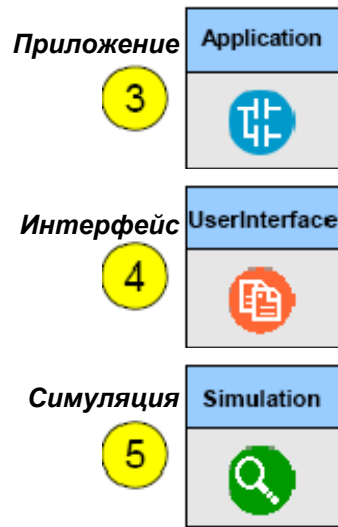 Приложение
Application
3
Интерфейс
UserInterface
4
Симуляция
Simulation
5